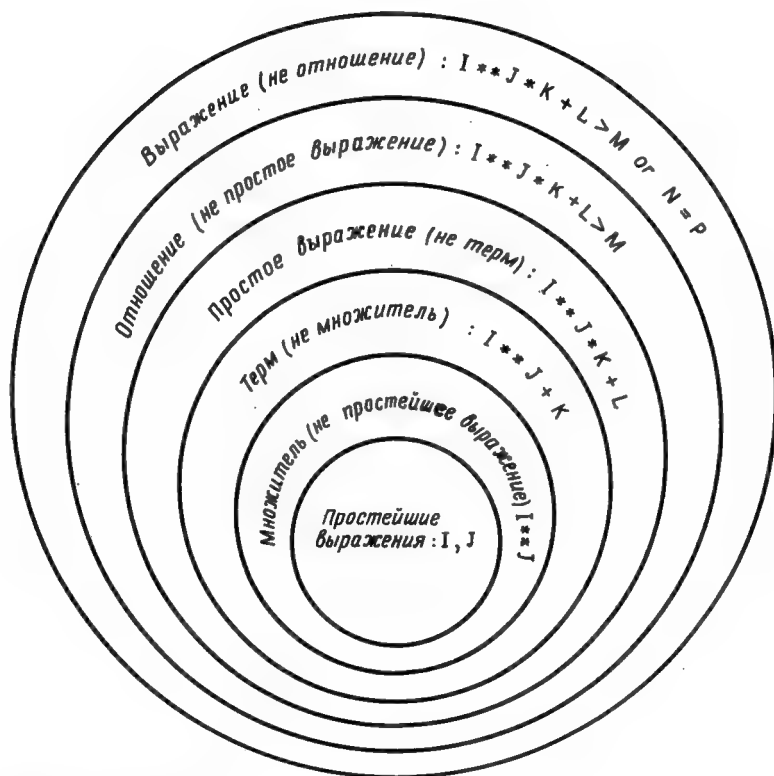 Выражение (не отношение) : I**J*K+L>M or N=P
Отношение (не простое выражение) : I**J*K+L>M
Простое выражение (не терм) : I**J*K+L
Терм (не множитель) : I**J+K
Множитель (не простейшее выражение) I**J
Простейшие
выражения : I, J